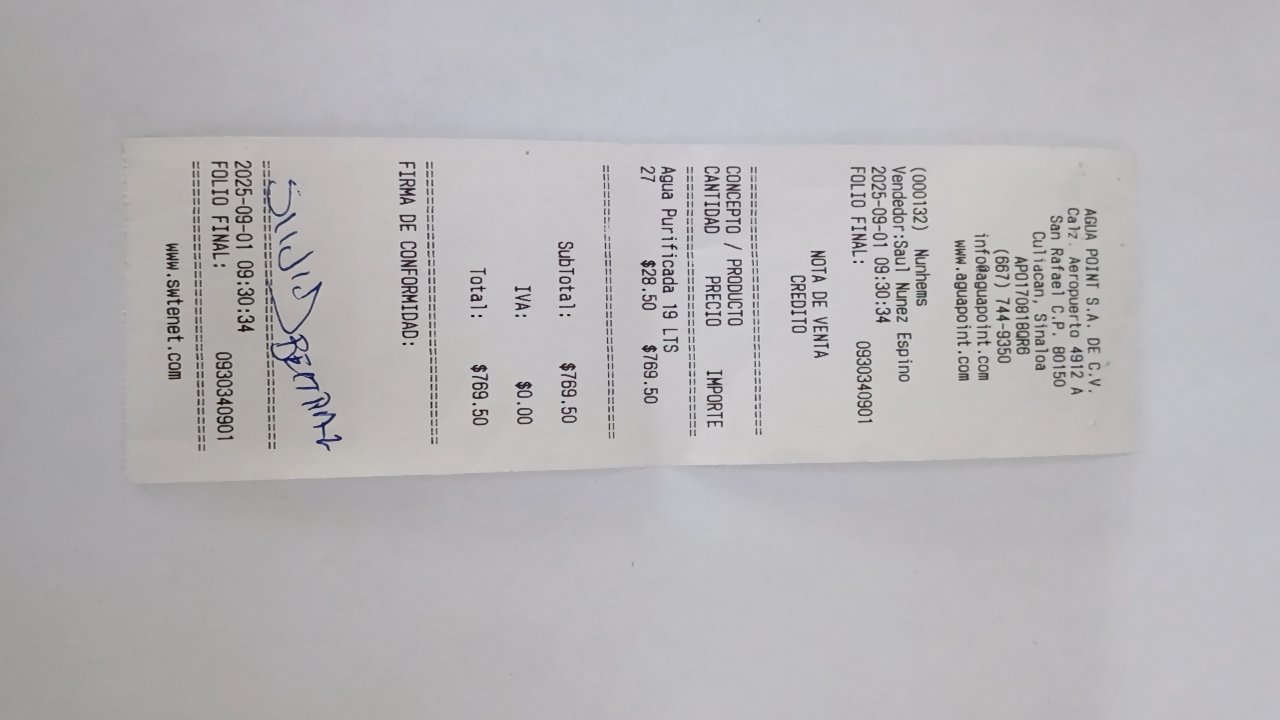 AGUA POINT S.A. DE C.V.
Calz. Aeropuerto 4912 A
San Rafael C.P. 80150
Culiacan, Sinaloa
APO170818QR6
(667) 744-9350
info@aguapoint.com
www.aguapoint.com
(000132) Nunhems
Vendedor:Saul Nunez Espino
2025-09-01 09:30:34
FOLIO FINAL: 0930340901
NOTA DE VENTA
CREDITO
==============================
CONCEPTO / PRODUCTO
CANTIDAD PRECIO IMPORTE
==============================
Agua Purificada 19 LTS
27 $28.50 $769.50
==============================
SubTotal: $769.50
IVA: $0.00
Total: $769.50
==============================
FIRMA DE CONFORMIDAD:
==============================
2025-09-01 09:30:34
FOLIO FINAL: 0930340901
==============================
www.swtenet.com